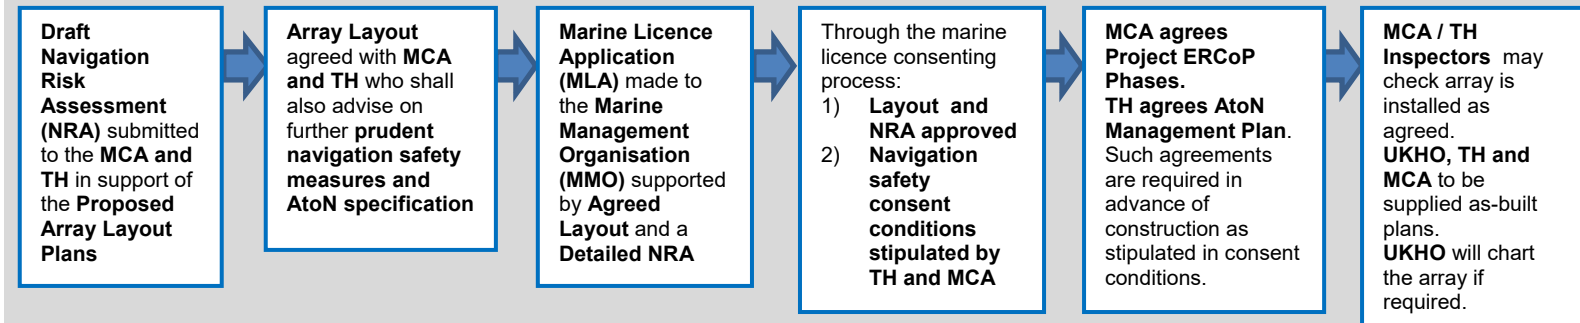 Draft
Navigation
Risk
Assessment
(NRA) submitted
to the MCA and
TH in support of
the Proposed
Array Layout
Plans
Array Layout
agreed with MCA
and TH who shall
also advise on
further prudent
navigation safety
measures and
AtoN specification
Marine Licence
Application
(MLA) made to
the Marine
Management
Organisation
(MMO) supported
by Agreed
Layout and a
Detailed NRA
Through the marine
licence consenting
process:
1) Layout and
NRA approved
2) Navigation
safety
consent
conditions
stipulated by
TH and MCA
MCA agrees
Project ERCoP
Phases.
TH agrees AtoN
Management Plan.
Such agreements
are required in
advance of
construction as
stipulated in consent
conditions.
MCA / TH
Inspectors may
check array is
installed as
agreed.
UKHO, TH and
MCA to be
supplied as-built
plans.
UKHO will chart
the array if
required.